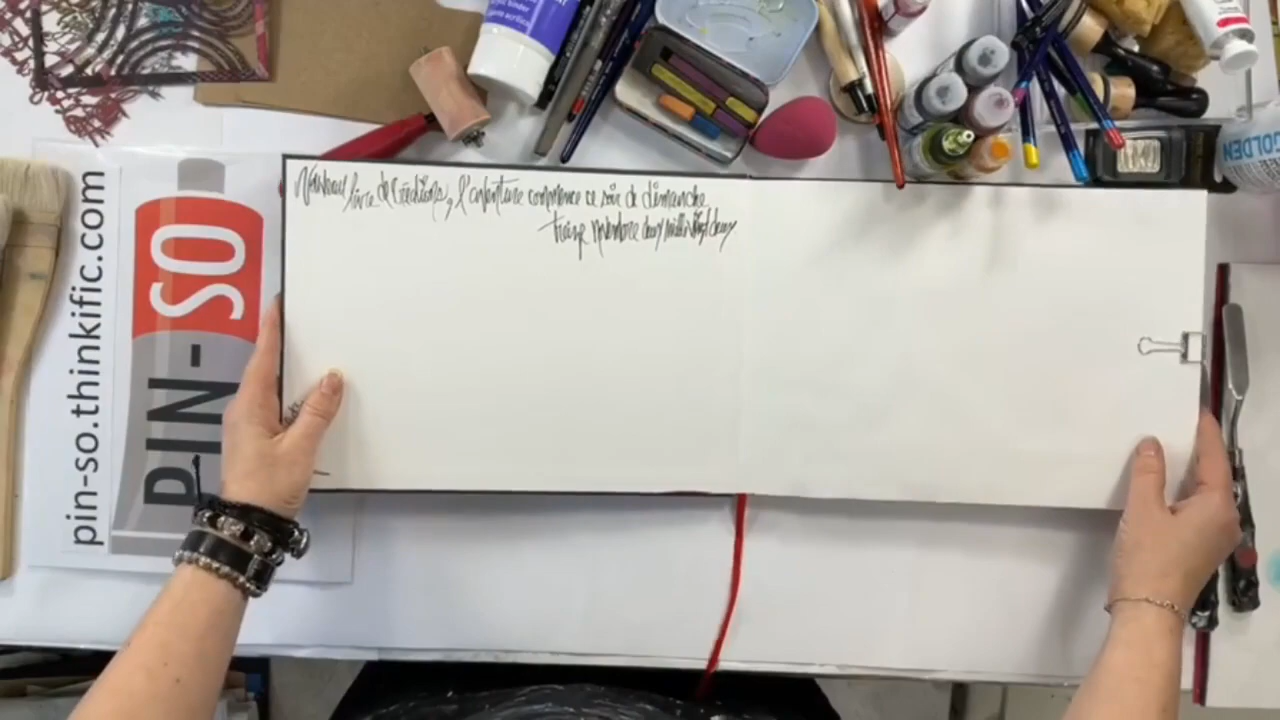 Nouveau livre de Créations, l'aventure commence ce soir de dimanche
treize novembre deux mille vingt deux
pin-so.thinkific.com
PIN-SO
GOLDEN